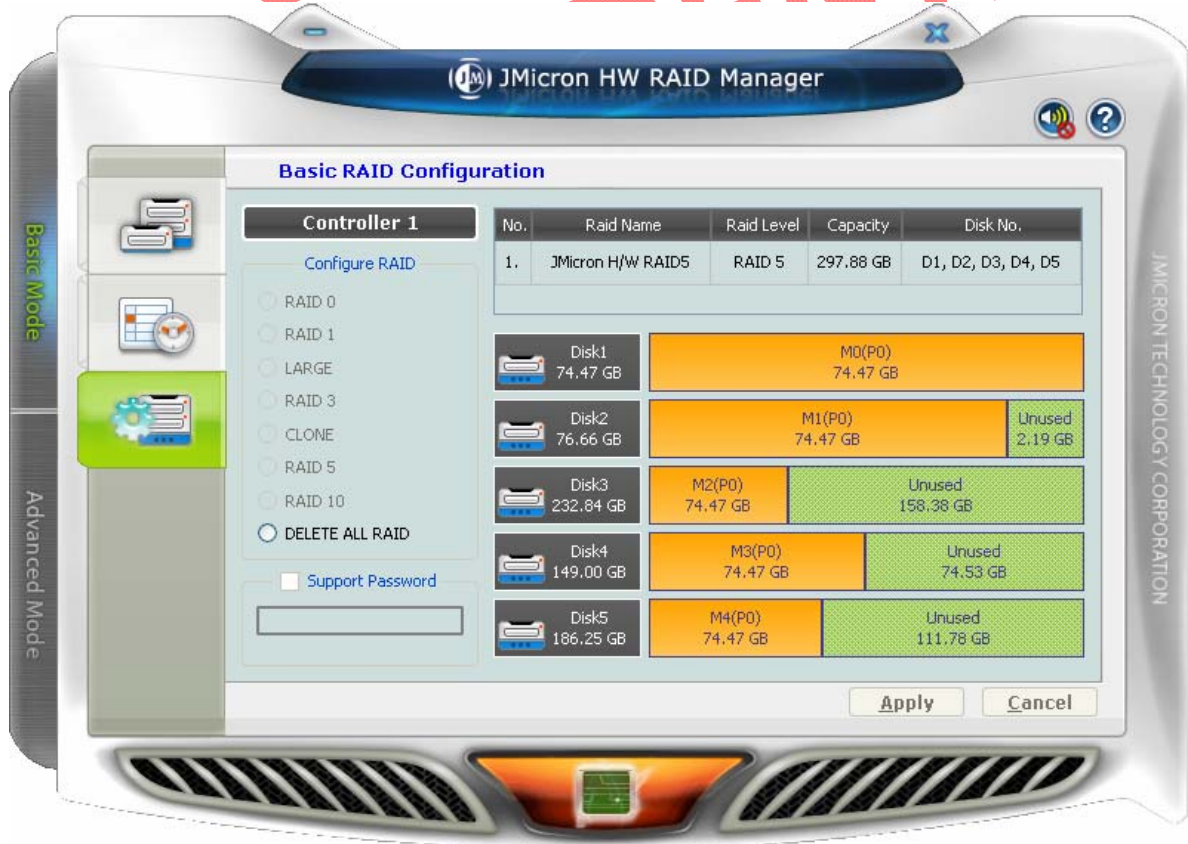 JMicron HW RAID Manager
Basic Mode
Advanced Mode
Basic RAID Configuration
Controller 1
Configure RAID
RAID 0
RAID 1
LARGE
RAID 3
CLONE
RAID 5
RAID 10
DELETE ALL RAID
Support Password
No. Raid Name Raid Level Capacity Disk No.
1. JMicron H/W RAID5 RAID 5 297.88 GB D1, D2, D3, D4, D5
Disk1
74.47 GB
M0(P0)
74.47 GB
Disk2
76.66 GB
M1(P0)
74.47 GB
Unused
2.19 GB
Disk3
232.84 GB
M2(P0)
74.47 GB
Unused
158.38 GB
Disk4
149.00 GB
M3(P0)
74.47 GB
Unused
74.53 GB
Disk5
186.25 GB
M4(P0)
74.47 GB
Unused
111.78 GB
Apply
Cancel
JMICRON TECHNOLOGY CORPORATION